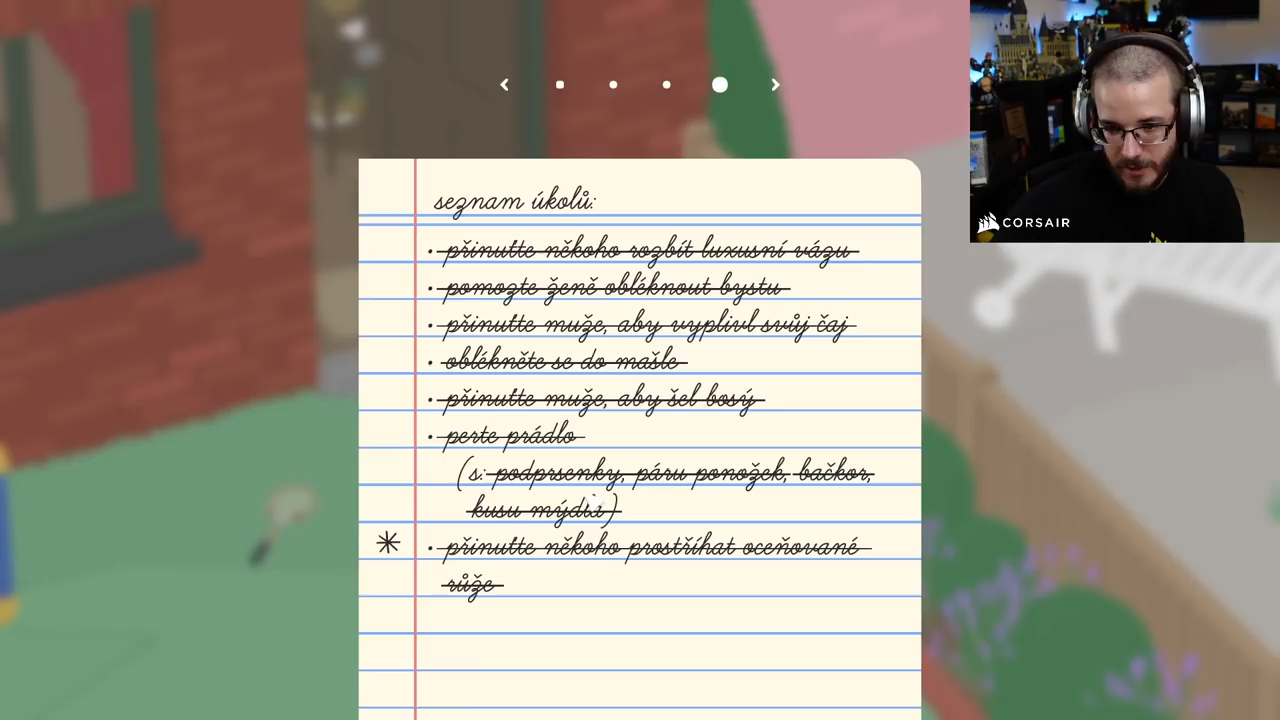 CORSAIR
seznam úkolů:
• přinuťte někoho rozbít luxusní vázu
• pomozte ženě obléknout bystu
• přinuťte muže, aby vyplivl svůj čaj
• oblékněte se do mašle
• přinuťte muže, aby šel bosý
• perte prádlo
(s: podprsenky, páru ponožek, bačkor,
kusu mýdla)
• přinuťte někoho prostříhat oceňované
růže